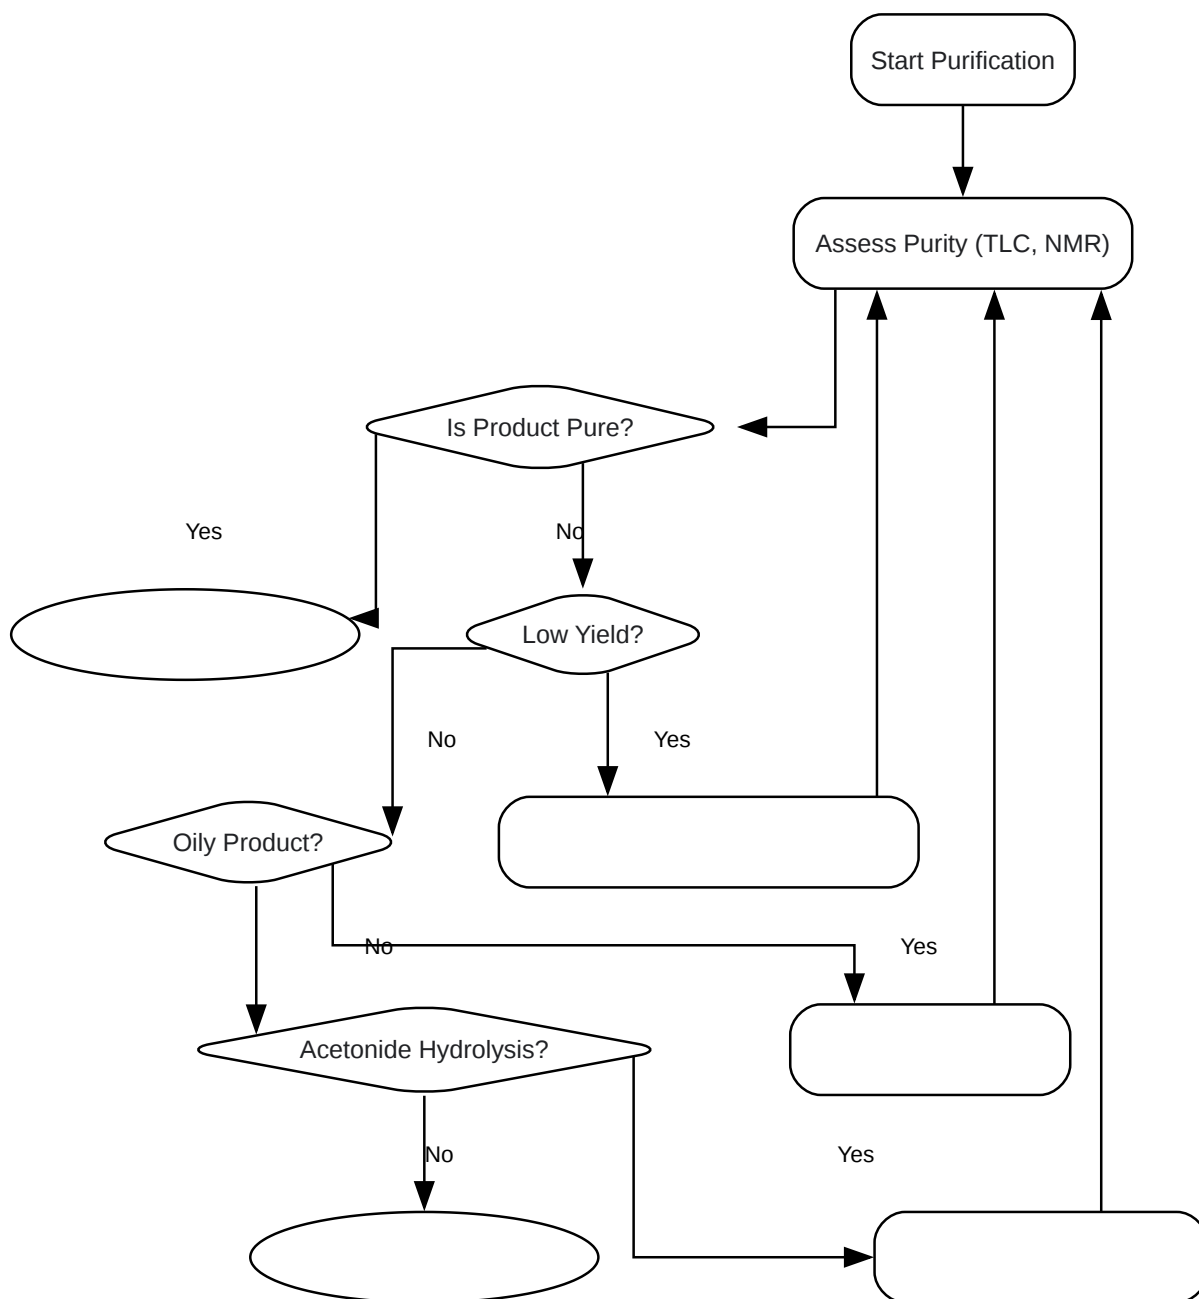 Start Purification
Assess Purity (TLC, NMR)
Is Product Pure?
Yes
No
Low Yield?
No
Yes
Oily Product?
No
Yes
Acetonide Hydrolysis?
No
Yes